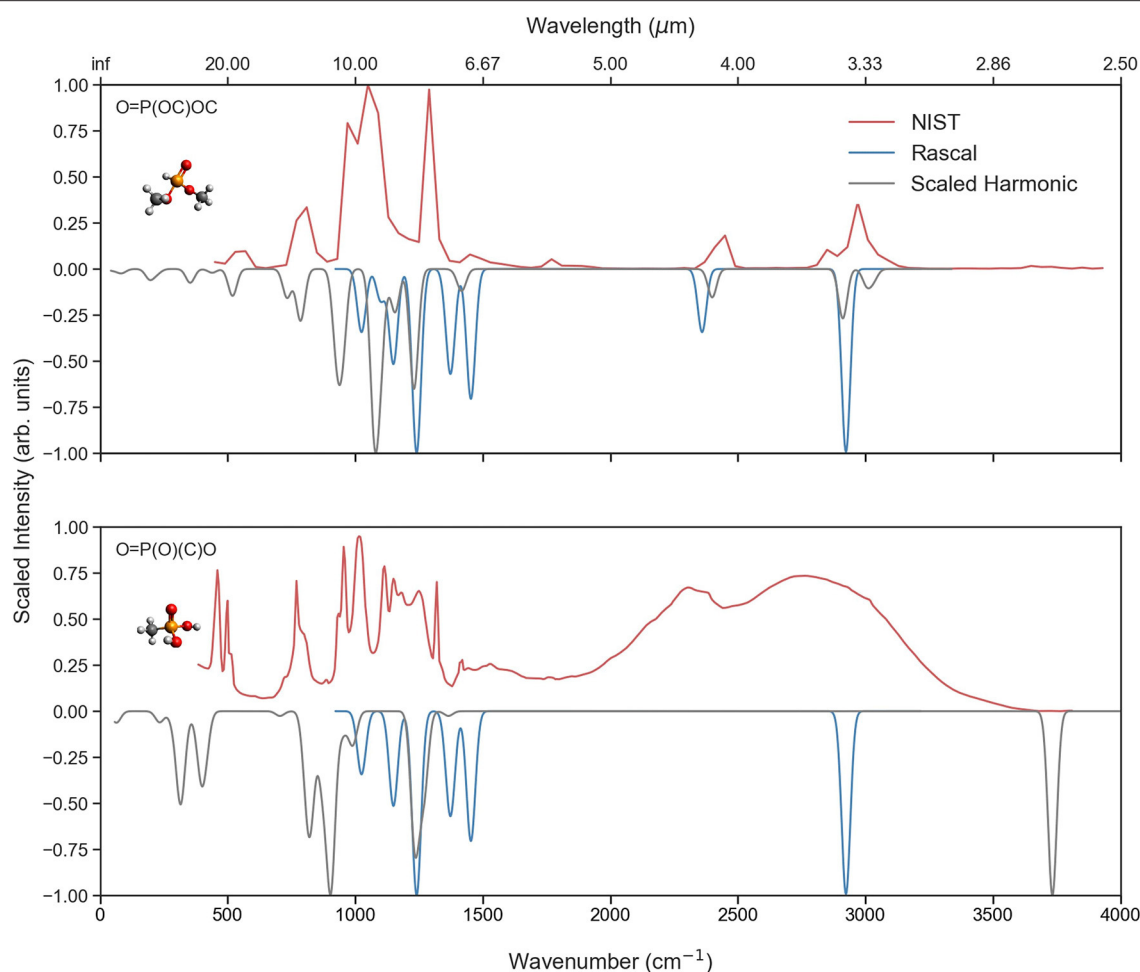 Wavelength (μm)
inf 20.00 10.00 6.67 5.00 4.00 3.33 2.86 2.50
O=P(OC)OC
NIST
Rascal
Scaled Harmonic
1.00
0.75
0.50
0.25
0.00
−0.25
−0.50
−0.75
−1.00
Scaled Intensity (arb. units)
O=P(O)(C)O
1.00
0.75
0.50
0.25
0.00
−0.25
−0.50
−0.75
−1.00
0 500 1000 1500 2000 2500 3000 3500 4000
Wavenumber (cm⁻¹)